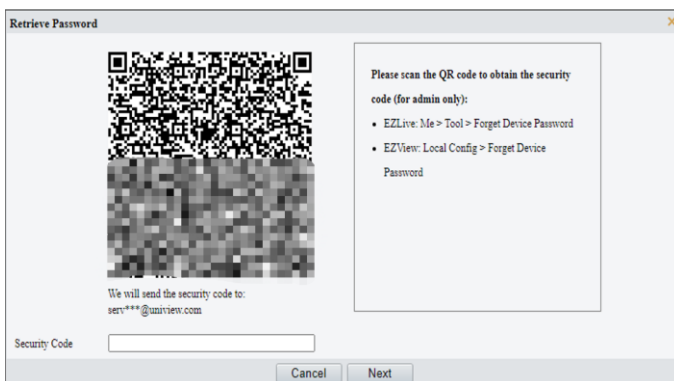 Retrieve Password
Please scan the QR code to obtain the security
code (for admin only):
• EZLive: Me > Tool > Forget Device Password
• EZView: Local Config > Forget Device
Password
We will send the security code to:
serv***@uniview.com
Security Code
Cancel
Next